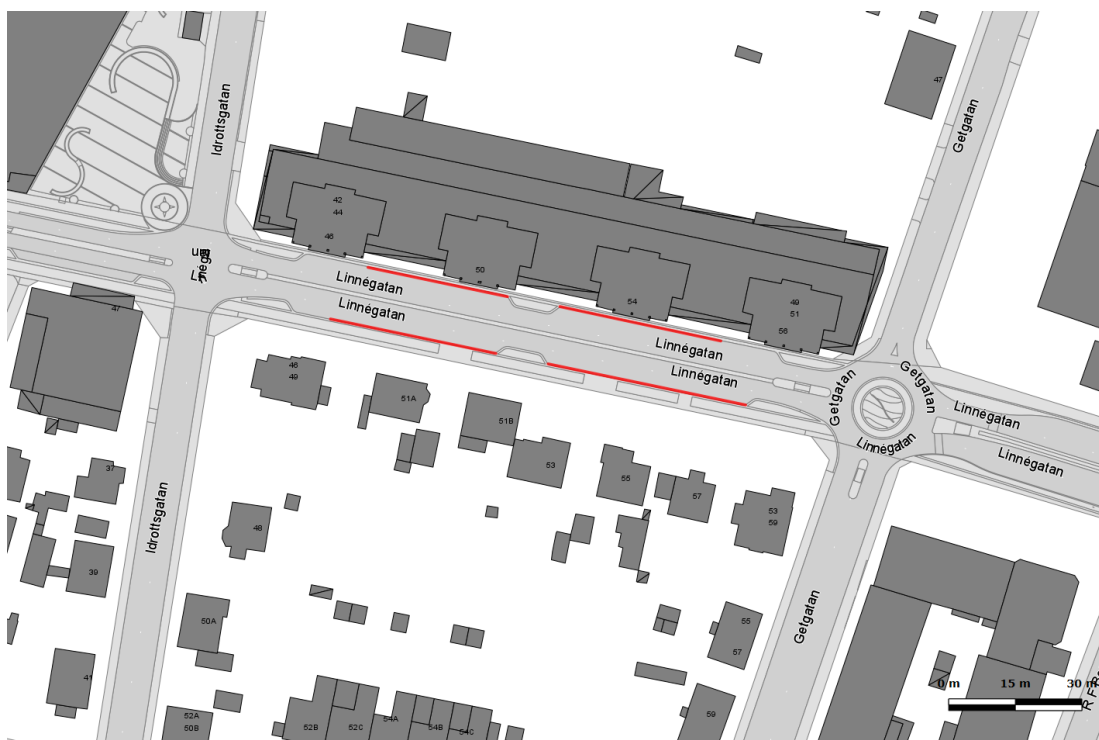 47
Getgatan
Idrottsgatan
42
44
46
50
54
49
51
56
Linnégatan
Linnégatan
Linnégatan
Linnégatan
47
Getgatan
Getgatan
Linnégatan
Linnégatan
Linnégatan
46
49
51A
51B
53
55
57
53
59
37
39
41
48
Idrottsgatan
50A
52A
50B
52B
52C
54A
54B
54C
55
57
59
Getgatan
0 m 15 m 30 m